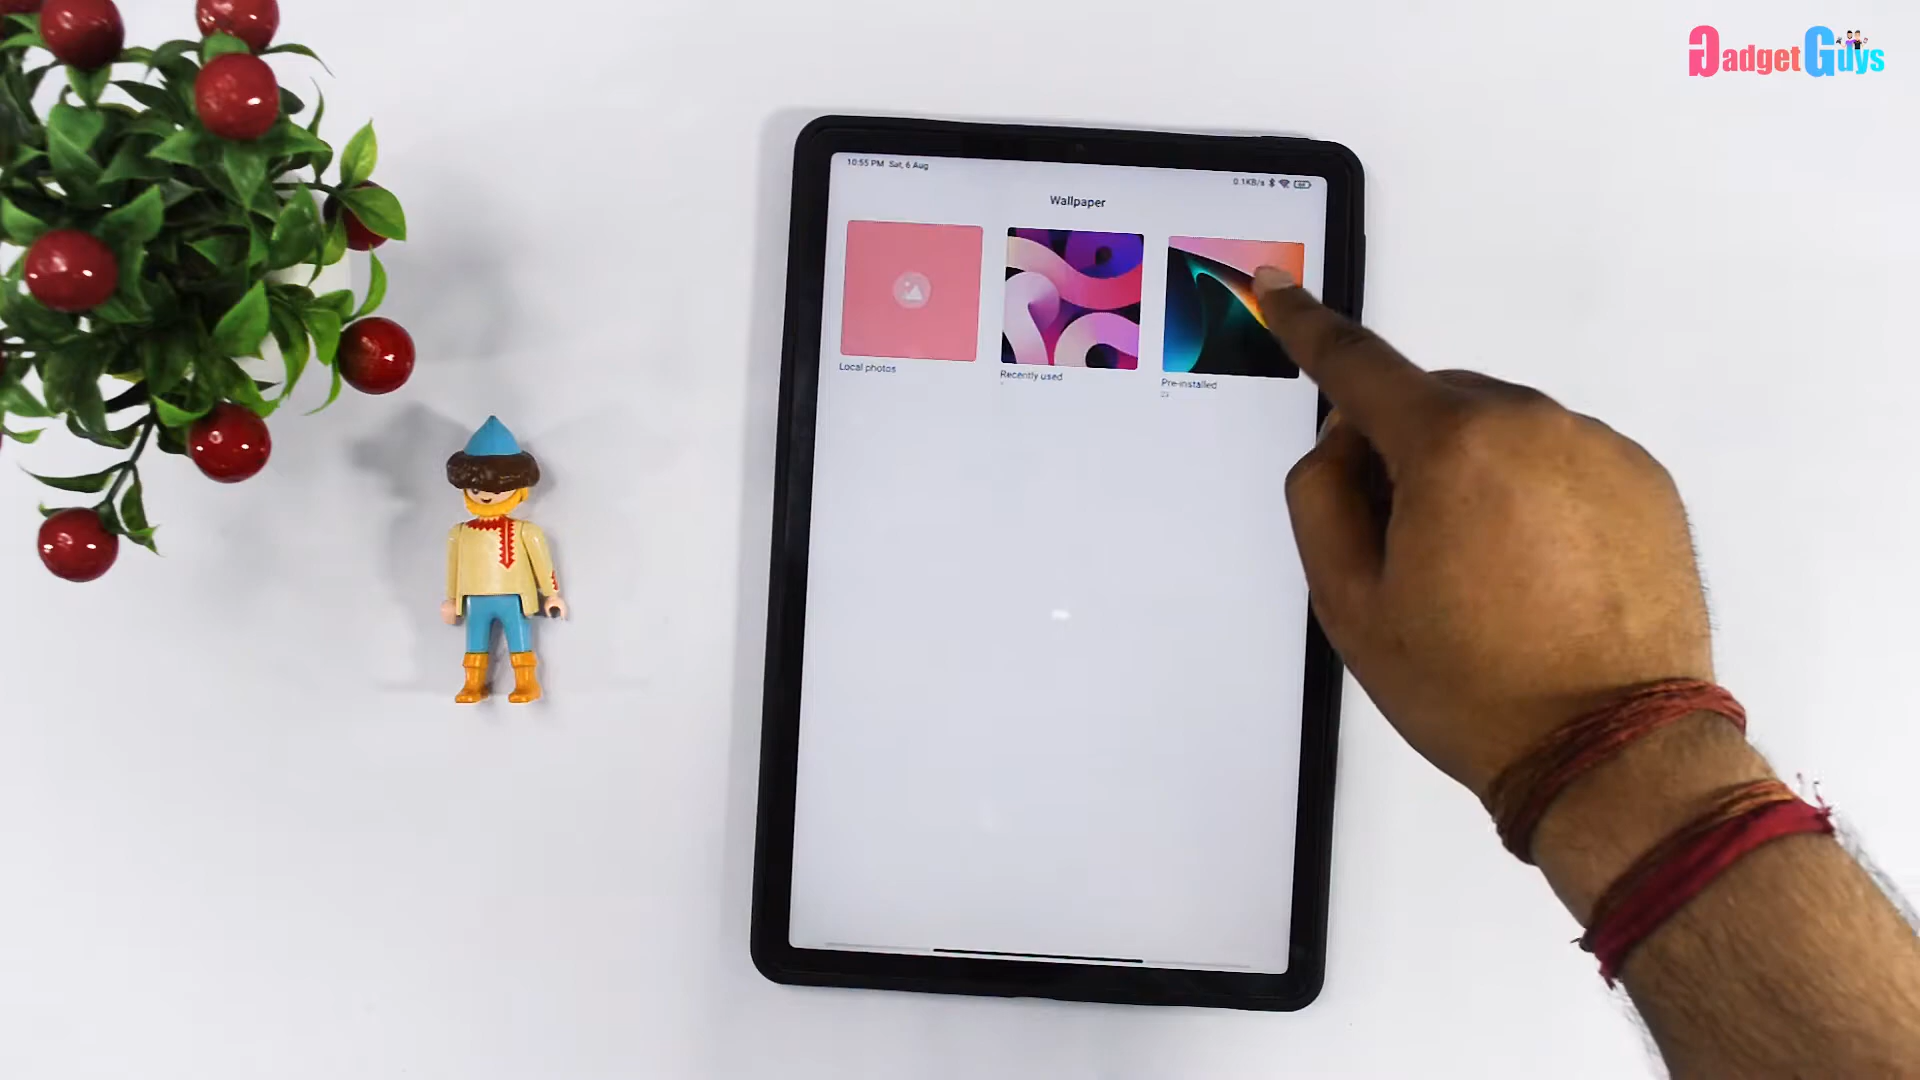 GadgetGuys
10:55 PM Sat, 6 Aug
0.1KB/s
Wallpaper
Local photos
Recently used
Pre-installed